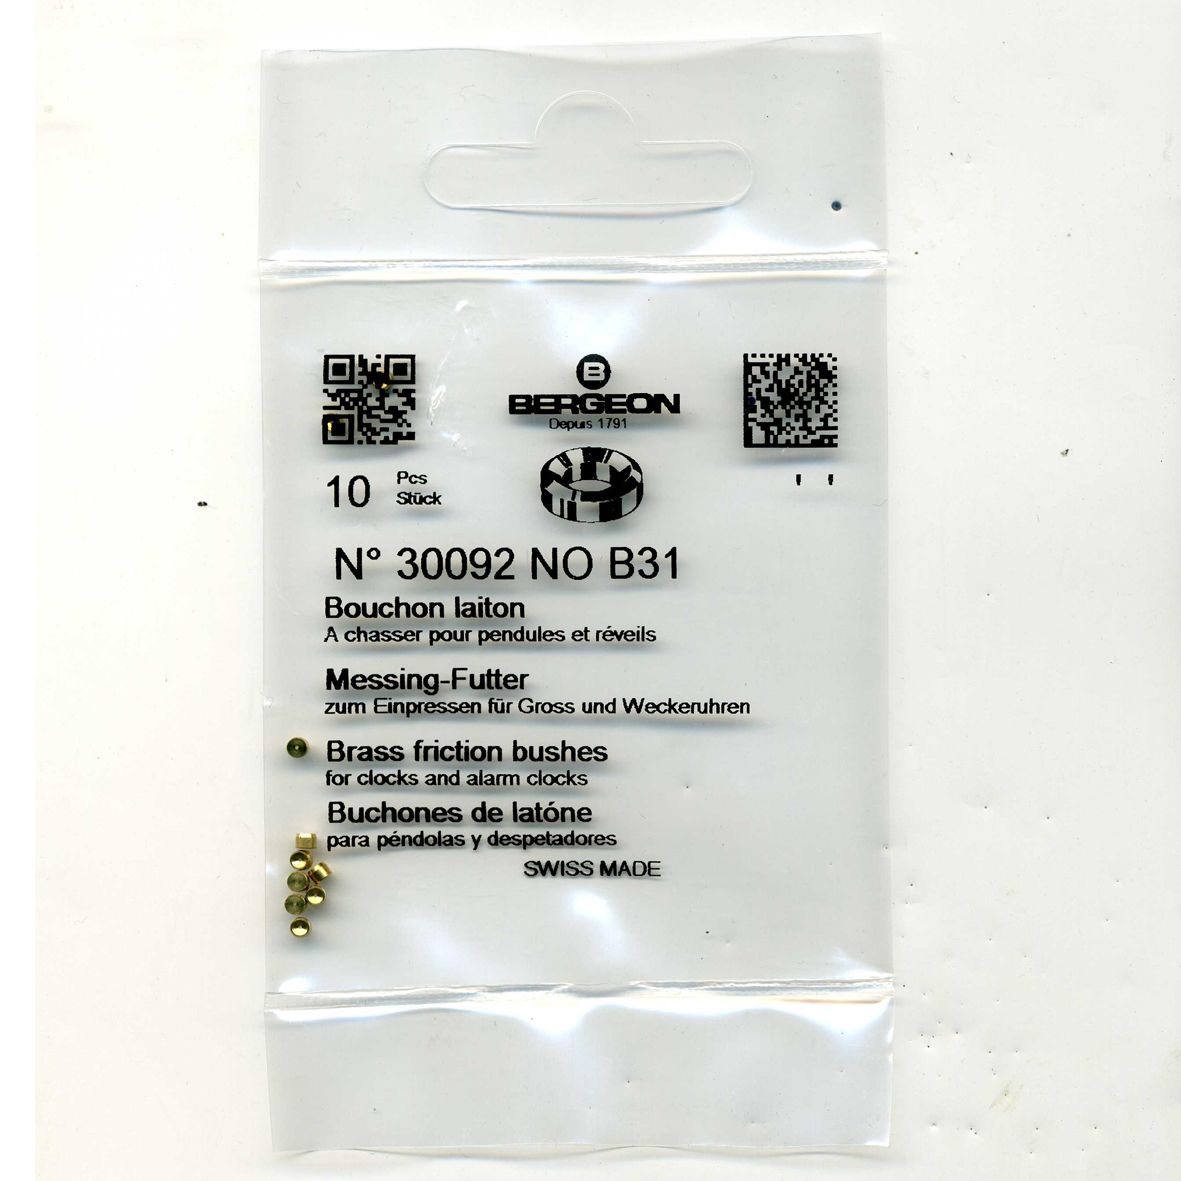 B
BERGEON
Depuis 1791
10 Pcs
Stück
N° 30092 NO B31
Bouchon laiton
A chasser pour pendules et réveils
Messing-Futter
zum Einpressen für Gross und Weckeruhren
Brass friction bushes
for clocks and alarm clocks
Buchones de latóne
para péndolas y despetadores
SWISS MADE